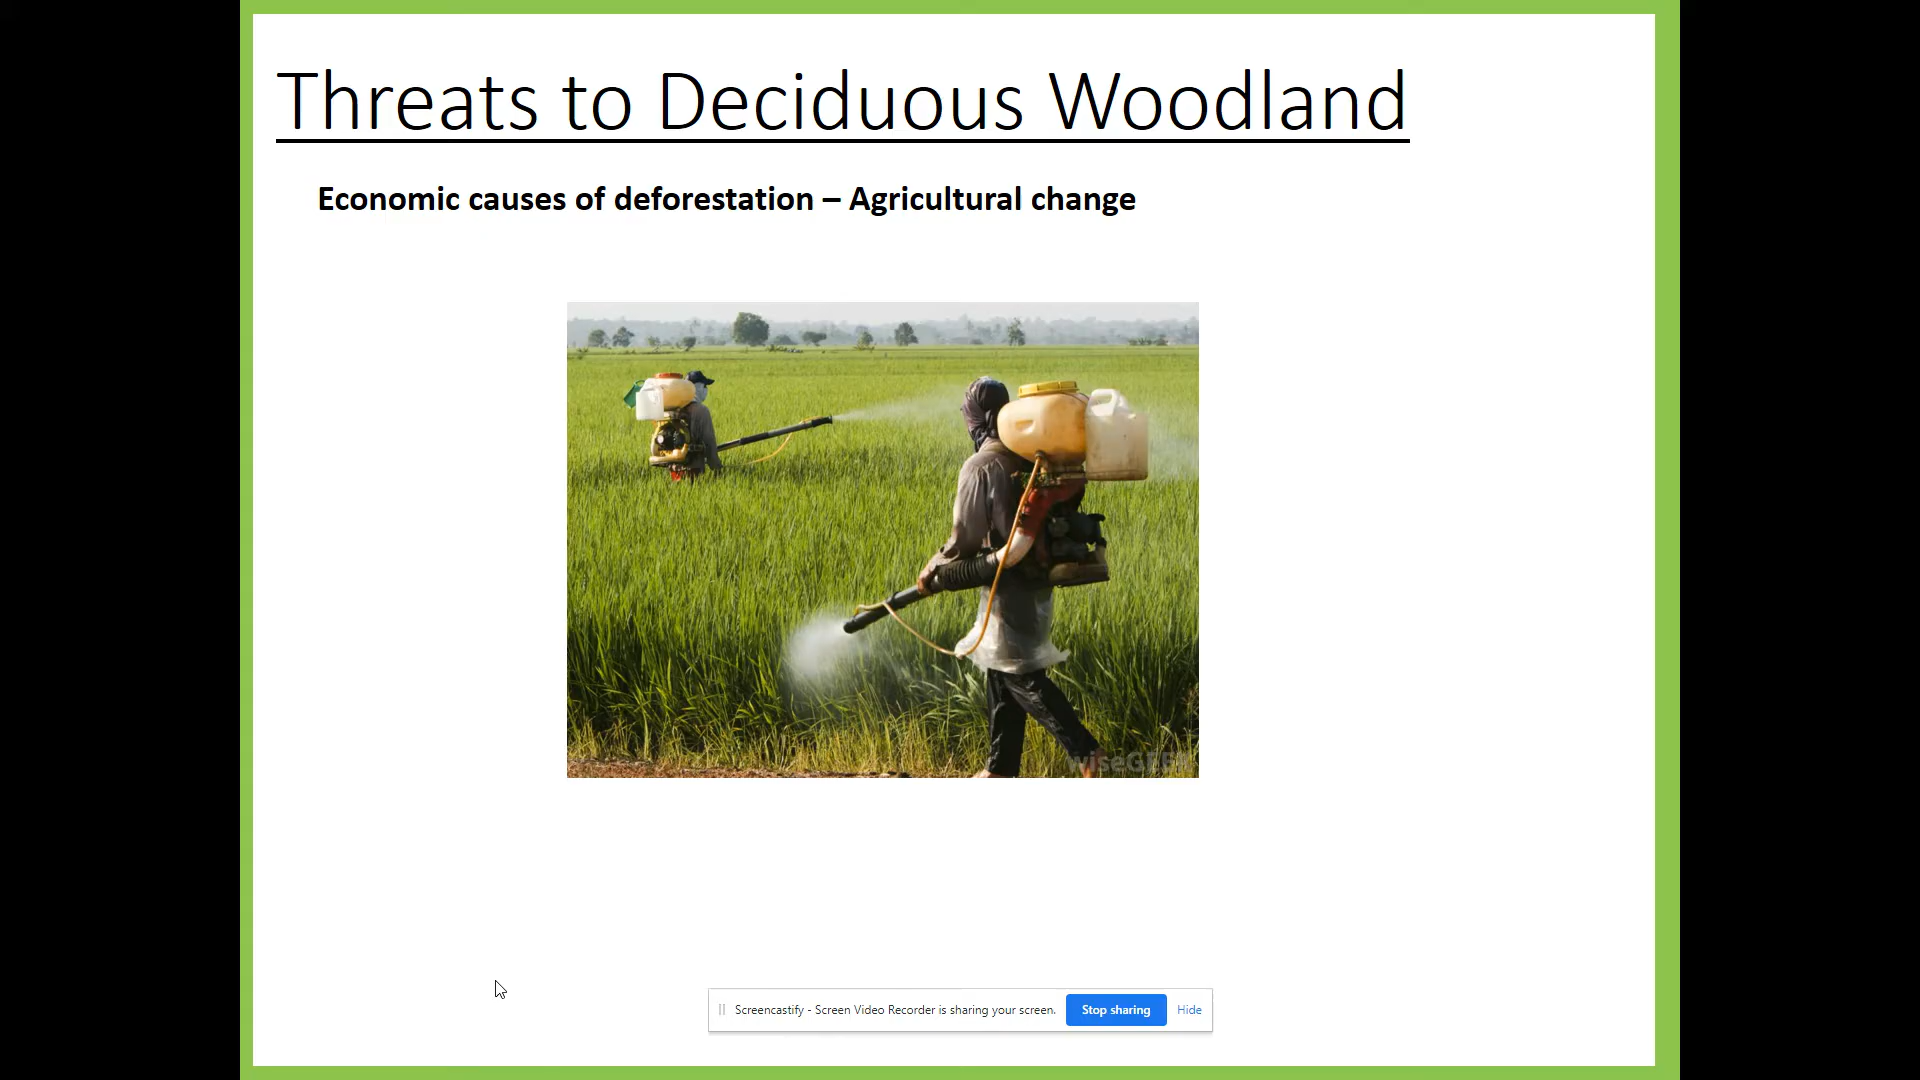 Threats to Deciduous Woodland
Economic causes of deforestation – Agricultural change
wiseGEEK
Screencastify - Screen Video Recorder is sharing your screen.
Stop sharing
Hide